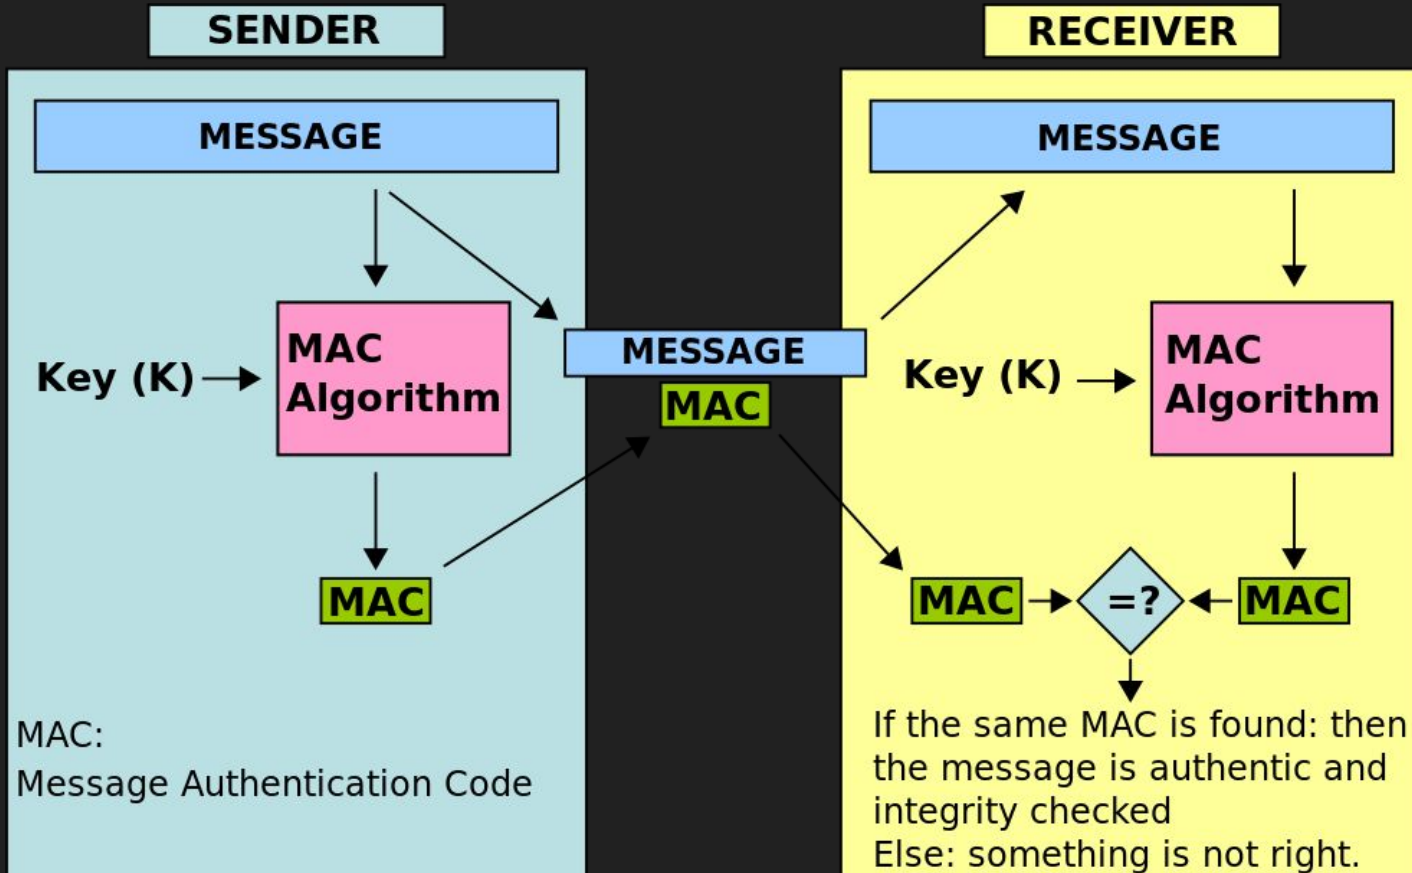 SENDER
MESSAGE
Key (K)
MAC
Algorithm
MAC
MAC:
Message Authentication Code
MESSAGE
MAC
RECEIVER
MESSAGE
Key (K)
MAC
Algorithm
MAC
=?
MAC
If the same MAC is found: then
the message is authentic and
integrity checked
Else: something is not right.